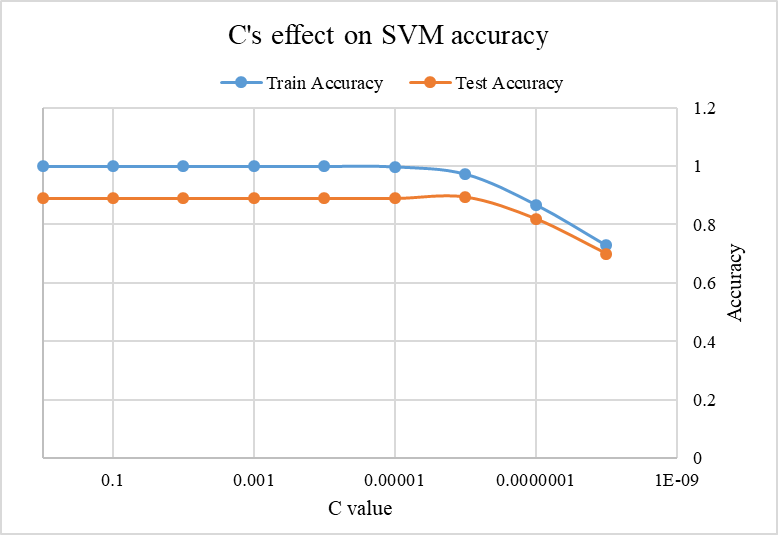 C's effect on SVM accuracy
Train Accuracy
Test Accuracy
1.2
1
0.8
0.6
0.4
0.2
0
Accuracy
0.1
0.001
0.00001
0.0000001
1E-09
C value